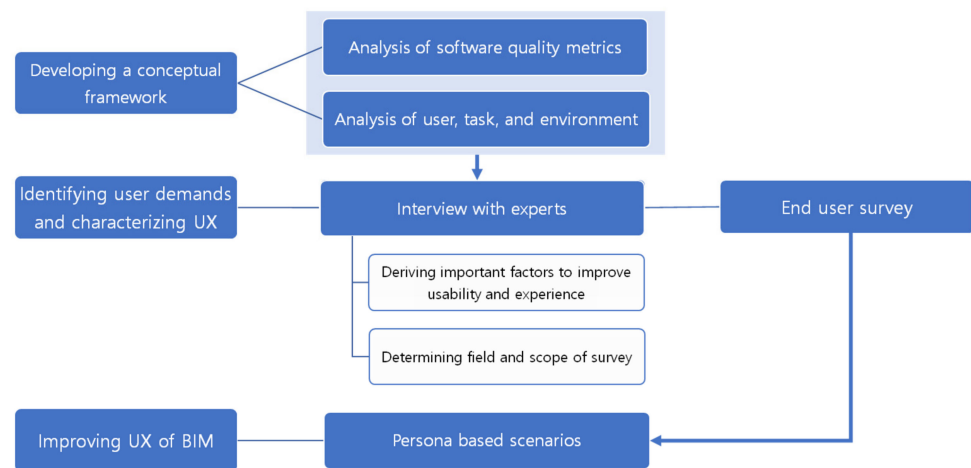 Developing a conceptual
framework
Analysis of software quality metrics
Analysis of user, task, and environment
Identifying user demands
and characterizing UX
Interview with experts
End user survey
Deriving important factors to improve
usability and experience
Determining field and scope of survey
Improving UX of BIM
Persona based scenarios